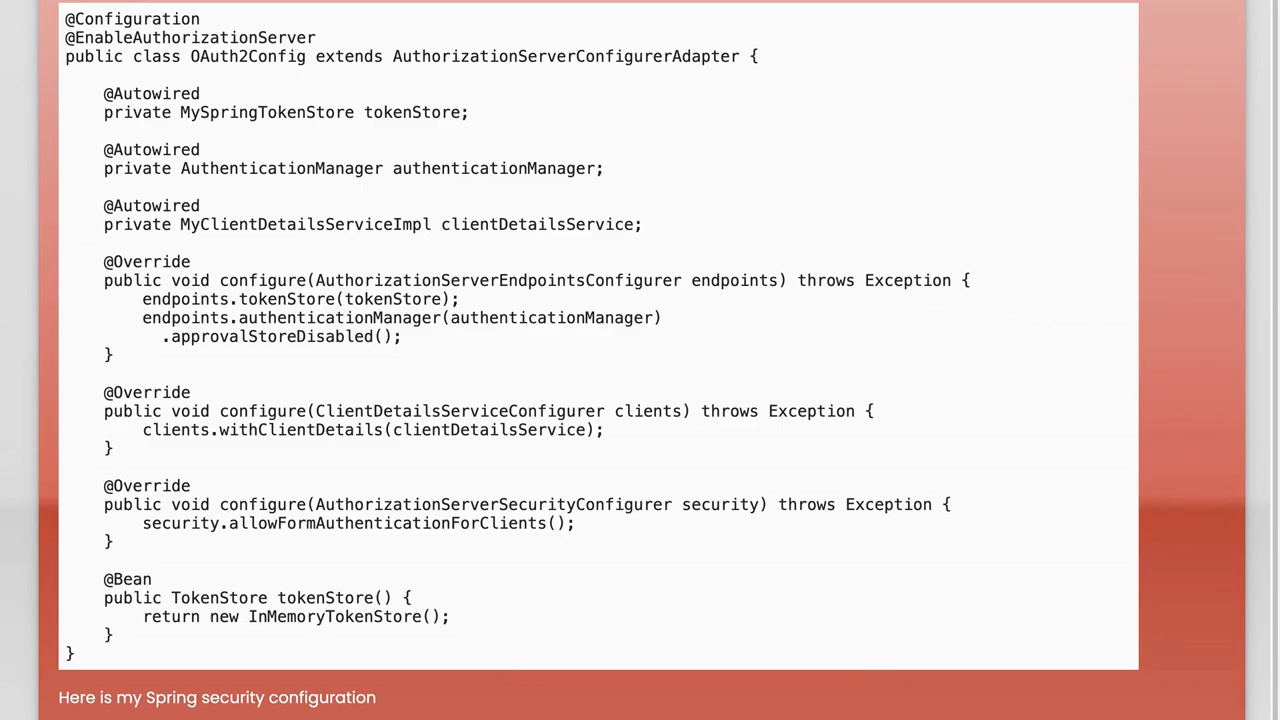 @Configuration
@EnableAuthorizationServer
public class OAuth2Config extends AuthorizationServerConfigurerAdapter {
@Autowired
private MySpringTokenStore tokenStore;
@Autowired
private AuthenticationManager authenticationManager;
@Autowired
private MyClientDetailsServiceImpl clientDetailsService;
@Override
public void configure(AuthorizationServerEndpointsConfigurer endpoints) throws Exception {
endpoints.tokenStore(tokenStore);
endpoints.authenticationManager(authenticationManager)
.approvalStoreDisabled();
}
@Override
public void configure(ClientDetailsServiceConfigurer clients) throws Exception {
clients.withClientDetails(clientDetailsService);
}
@Override
public void configure(AuthorizationServerSecurityConfigurer security) throws Exception {
security.allowFormAuthenticationForClients();
}
@Bean
public TokenStore tokenStore() {
return new InMemoryTokenStore();
}
}
Here is my Spring security configuration